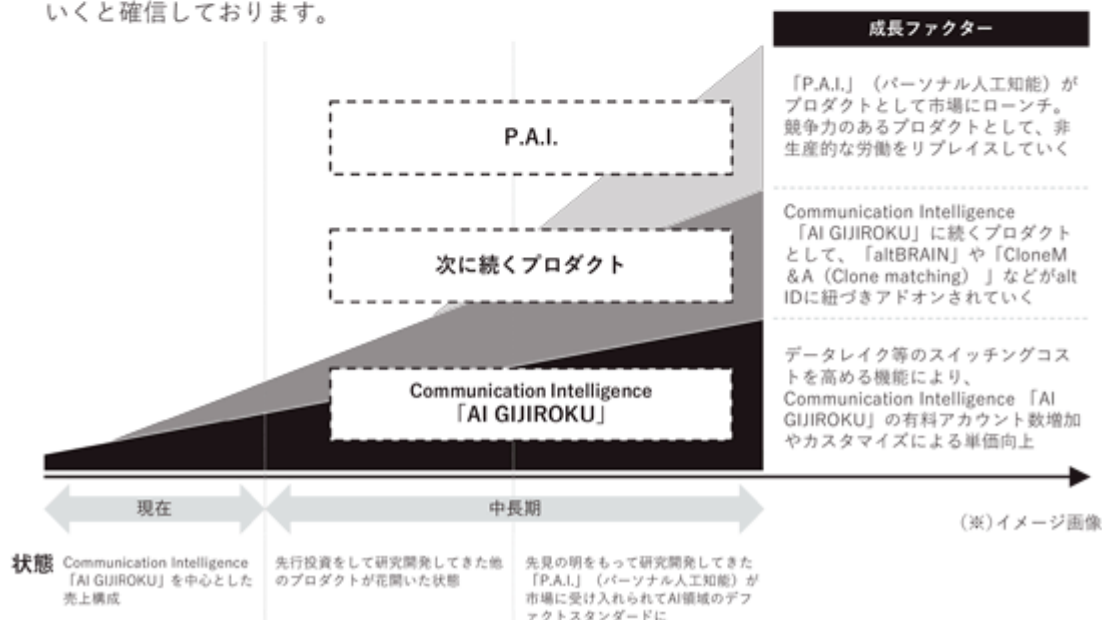 いくと確信しております。
成長ファクター
P.A.I.
「P.A.I.」（パーソナル人工知能）が
プロダクトとして市場にローンチ。
競争力のあるプロダクトとして、非
生産的な労働をリプレイスしていく
次に続くプロダクト
Communication Intelligence
「AI GIJIROKU」に続くプロダクト
として、「altBRAIN」や「CloneM
&A（Clone matching） 」などがalt
IDに紐づきアドオンされていく
Communication Intelligence
「AI GIJIROKU」
データレイク等のスイッチングコス
トを高める機能により、
Communication Intelligence 「AI
GIJIROKU」の有料アカウント数増加
やカスタマイズによる単価向上
現在
中長期
（※）イメージ画像
状態
Communication Intelligence
「AI GIJIROKU」を中心とした
売上構成
先行投資をして研究開発してきた他
のプロダクトが花開いた状態
先見の明をもって研究開発してきた
「P.A.I.」（パーソナル人工知能）が
市場に受け入れられてAI領域のデフ
ァクトスタンダードに